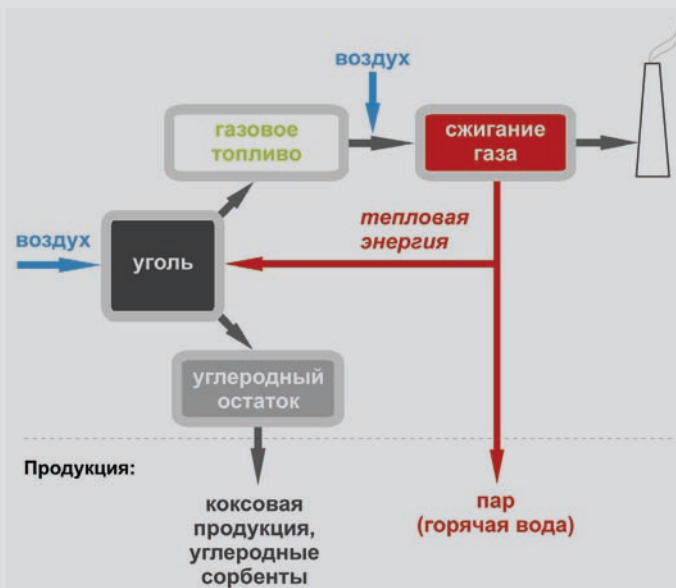 воздух
газовое
топливо
сжигание
газа
тепловая
энергия
воздух
уголь
углеродный
остаток
Продукция:
коксовая
продукция,
углеродные
сорбенты
пар
(горячая вода)